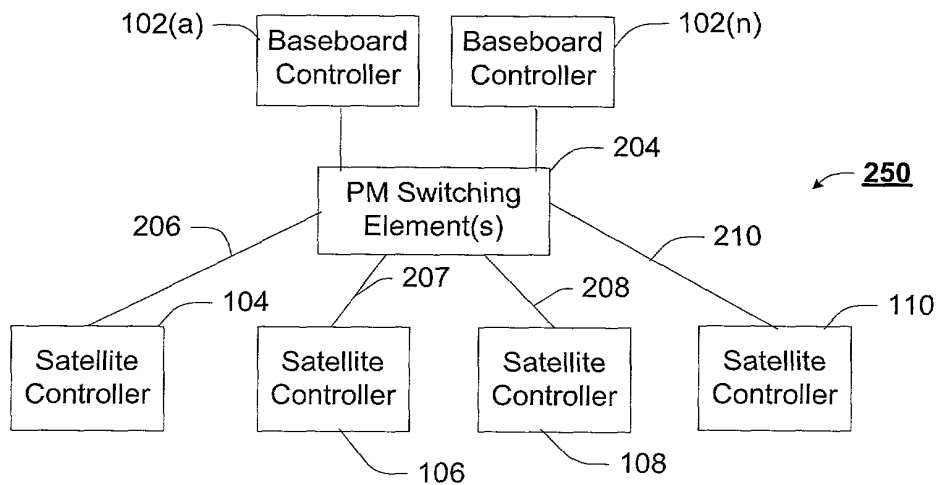 102(a)
Baseboard
Controller
Baseboard
Controller
102(n)
204
PM Switching
Element(s)
250
206
207
208
210
104
Satellite
Controller
Satellite
Controller
106
Satellite
Controller
108
110
Satellite
Controller